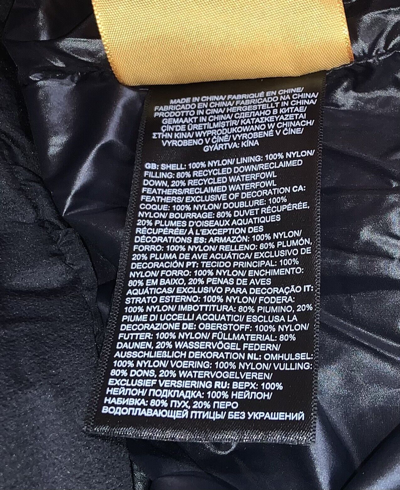 MADE IN CHINA/ FABRIQUÉ EN CHINE/
FABRICADO EN CHINA/ FABRICADO NA CHINA/
PRODOTTO IN CINA/ HERGESTELLT IN CHINA/
GEMAAKT IN CHINA/ СДЕЛАНО В КИТАЕ/
ÇİN'DE ÜRETİLMİŞTİR/ KATASKEYAZETAI
ΣΤΗΝ ΚΙΝΑ/ WYPRODUKOWANO W CHINACH/
VYROBENO V ČÍNĚ/ VYROBENÉ V ČÍNE/
GYÁRTVA: KÍNA
GB: SHELL: 100% NYLON/ LINING: 100% NYLON/
FILLING: 80% RECYCLED DOWN/RECLAIMED
DOWN, 20% RECYCLED WATERFOWL
FEATHERS/RECLAIMED WATERFOWL
FEATHERS/ EXCLUSIVE OF DECORATION CA:
COQUE: 100% NYLON/ DOUBLURE: 100%
NYLON/ BOURRAGE: 80% DUVET RÉCUPÉRÉE,
20% PLUMES D'OISEAUX AQUATIQUES
RÉCUPÉRÉE/ À L'EXCEPTION DES
DÉCORATIONS ES: ARMAZÓN: 100% NYLON/
FORRO: 100% NYLON/ RELLENO: 80% PLUMÓN,
20% PLUMA DE AVE ACUÁTICA/ EXCLUSIVO DE
DECORACIÓN PT: TECIDO PRINCIPAL: 100%
NYLON/ FORRO: 100% NYLON/ ENCHIMENTO:
80% EM BAIXO, 20% PENAS DE AVES
AQUÁTICAS/ EXCLUSIVO PARA DECORAÇÃO IT:
STRATO ESTERNO: 100% NYLON/ FODERA:
100% NYLON/ IMBOTTITURA: 80% PIUMINO, 20%
PIUME DI UCCELLI ACQUATICI/ ESCLUSA LA
DECORAZIONE DE: OBERSTOFF: 100% NYLON/
FUTTER: 100% NYLON/ FÜLLMATERIAL: 80%
DAUNEN, 20% WASSERVÖGEL FEDERN/
AUSSCHLIEßLICH DEKORATION NL: OMHULSEL:
100% NYLON/ VOERING: 100% NYLON/ VULLING:
80% DONS, 20% WATERVOGELVEREN/
EXCLUSIEF VERSIERING RU: ВЕРХ: 100%
НЕЙЛОН/ ПОДКЛАДКА: 100% НЕЙЛОН/
НАБИВКА: 80% ПУХ, 20% ПЕРО
ВОДОПЛАВАЮЩЕЙ ПТИЦЫ/ БЕЗ УКРАШЕНИЙ